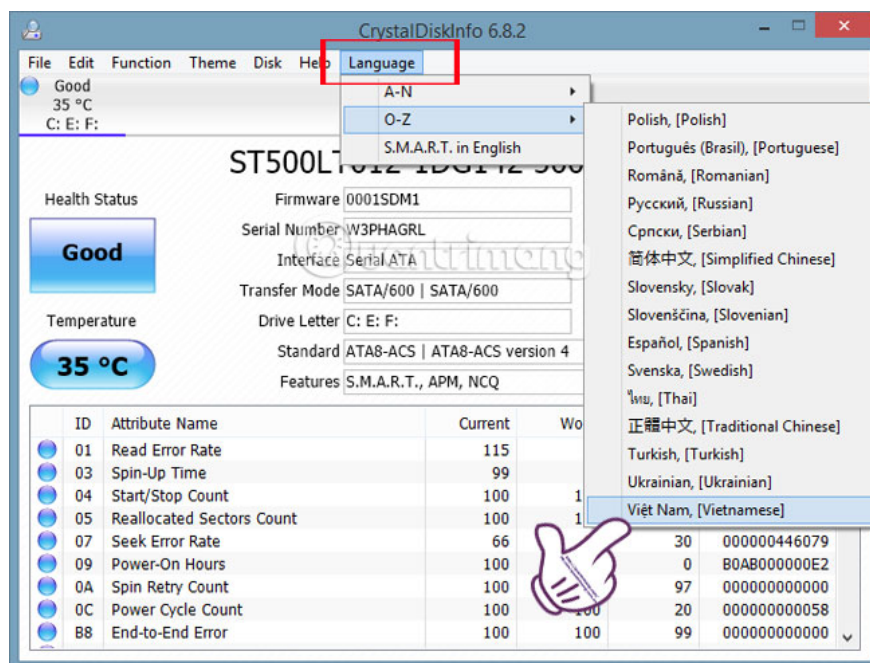 CrystalDiskInfo 6.8.2
File Edit Function Theme Disk Help Language
Good
35 °C
C: E: F:
A-N
O-Z
S.M.A.R.T. in English
Polish, [Polish]
Português (Brasil), [Portuguese]
Română, [Romanian]
Русский, [Russian]
Српски, [Serbian]
简体中文, [Simplified Chinese]
Slovensky, [Slovak]
Slovenščina, [Slovenian]
Español, [Spanish]
Svenska, [Swedish]
ไทย, [Thai]
正體中文, [Traditional Chinese]
Turkish, [Turkish]
Ukrainian, [Ukrainian]
Việt Nam, [Vietnamese]
Health Status
Good
Temperature
35 °C
Firmware 0001SDM1
Serial Number W3PHAGRL
Interface Serial ATA
Transfer Mode SATA/600 | SATA/600
Drive Letter C: E: F:
Standard ATA8-ACS | ATA8-ACS version 4
Features S.M.A.R.T., APM, NCQ
Quantrimang
ID Attribute Name Current
01 Read Error Rate 115
03 Spin-Up Time 99
04 Start/Stop Count 100
05 Reallocated Sectors Count 100
07 Seek Error Rate 66 30 000000446079
09 Power-On Hours 100 0 B0AB000000E2
0A Spin Retry Count 100 97 000000000000
0C Power Cycle Count 100 100 20 000000000058
B8 End-to-End Error 100 100 99 000000000000